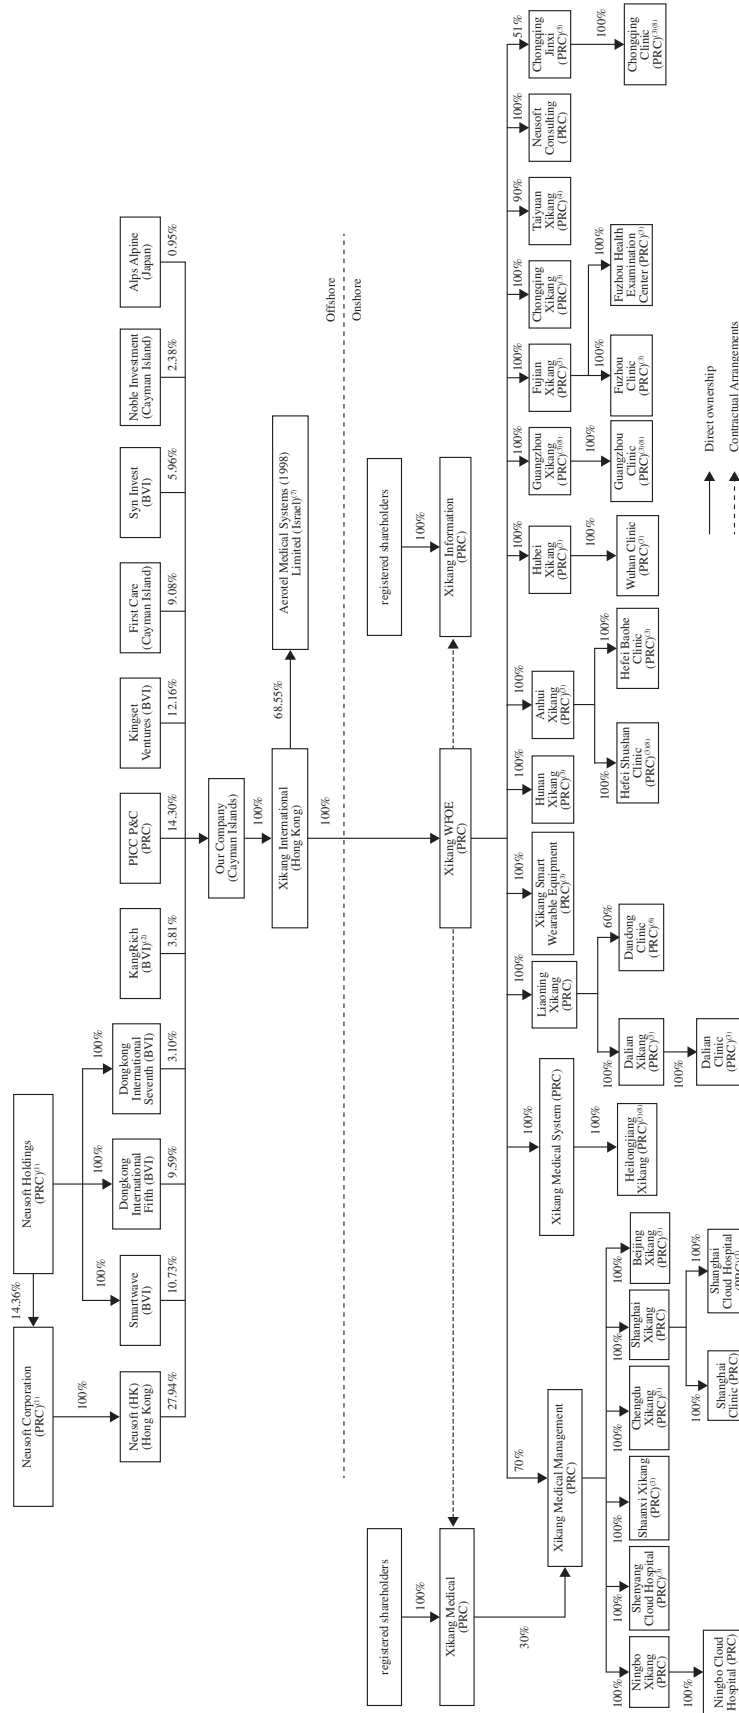 Neusoft Corporation
(PRC)(1)
14.36%
Neusoft Holdings
(PRC)(1)
100%
100%
100%
100%
Neusoft (HK)
(Hong Kong)
Smartwave
(BVI)
Dongkong
International
Fifth (BVI)
Dongkong
International
Seventh (BVI)
KangRich
(BVI)(2)
PICC P&C
(PRC)
Kingset
Ventures (BVI)
First Care
(Cayman Island)
Syn Invest
(BVI)
Noble Investment
(Cayman Island)
Alps Alpine
(Japan)
27.94%
10.73%
9.59%
3.10%
3.81%
14.30%
12.16%
9.08%
5.96%
2.38%
0.95%
Our Company
(Cayman Islands)
100%
Xikang International
(Hong Kong)
68.55%
Aerotel Medical Systems (1998)
Limited (Israel)(7)
100%
Offshore
Onshore
registered shareholders
registered shareholders
100%
100%
Xikang Medical
(PRC)
Xikang WFOE
(PRC)
Xikang Information
(PRC)
30%
70%
100%
100%
100%
100%
100%
100%
100%
100%
100%
90%
100%
51%
Xikang Medical Management
(PRC)
Xikang Medical System (PRC)
Liaoning
Xikang
(PRC)
Xikang Smart
Wearable Equipment
(PRC)(3)
Hunan
Xikang
(PRC)(3)
Anhui
Xikang
(PRC)(3)
Hubei
Xikang
(PRC)(3)
Guangzhou
Xikang
(PRC)(3)(8)
Fujian
Xikang
(PRC)(3)
Chongqing
Xikang
(PRC)(3)
Taiyuan
Xikang
(PRC)(4)
Neusoft
Consulting
(PRC)
Chongqing
Jinxi
(PRC)(5)
100%
100%
100%
100%
100%
100%
100%
100%
60%
100%
100%
100%
100%
100%
100%
100%
Ningbo
Xikang
(PRC)
Shenyang
Cloud Hospital
(PRC)(3)
Shaanxi Xikang
(PRC)(3)
Chengdu
Xikang
(PRC)(3)
Shanghai
Xikang
(PRC)
Beijing
Xikang
(PRC)(3)
Heilongjiang
Xikang (PRC)(3)(8)
Dalian
Xikang
(PRC)(3)
Dandong
Clinic
(PRC)(6)
Hefei Shushan
Clinic
(PRC)(3)(8)
Hefei Baohe
Clinic
(PRC)(3)
Wuhan Clinic
(PRC)(3)
Guangzhou
Clinic
(PRC)(3)(8)
Fuzhou
Clinic
(PRC)(3)
Fuzhou Health
Examination
Center (PRC)(3)
Chongqing
Clinic
(PRC)(3)(8)
100%
100%
100%
100%
Ningbo Cloud
Hospital (PRC)
Shanghai
Clinic (PRC)
Shanghai
Cloud Hospital
Dalian
Clinic
(PRC)(3)
Direct ownership
Contractual Arrangements